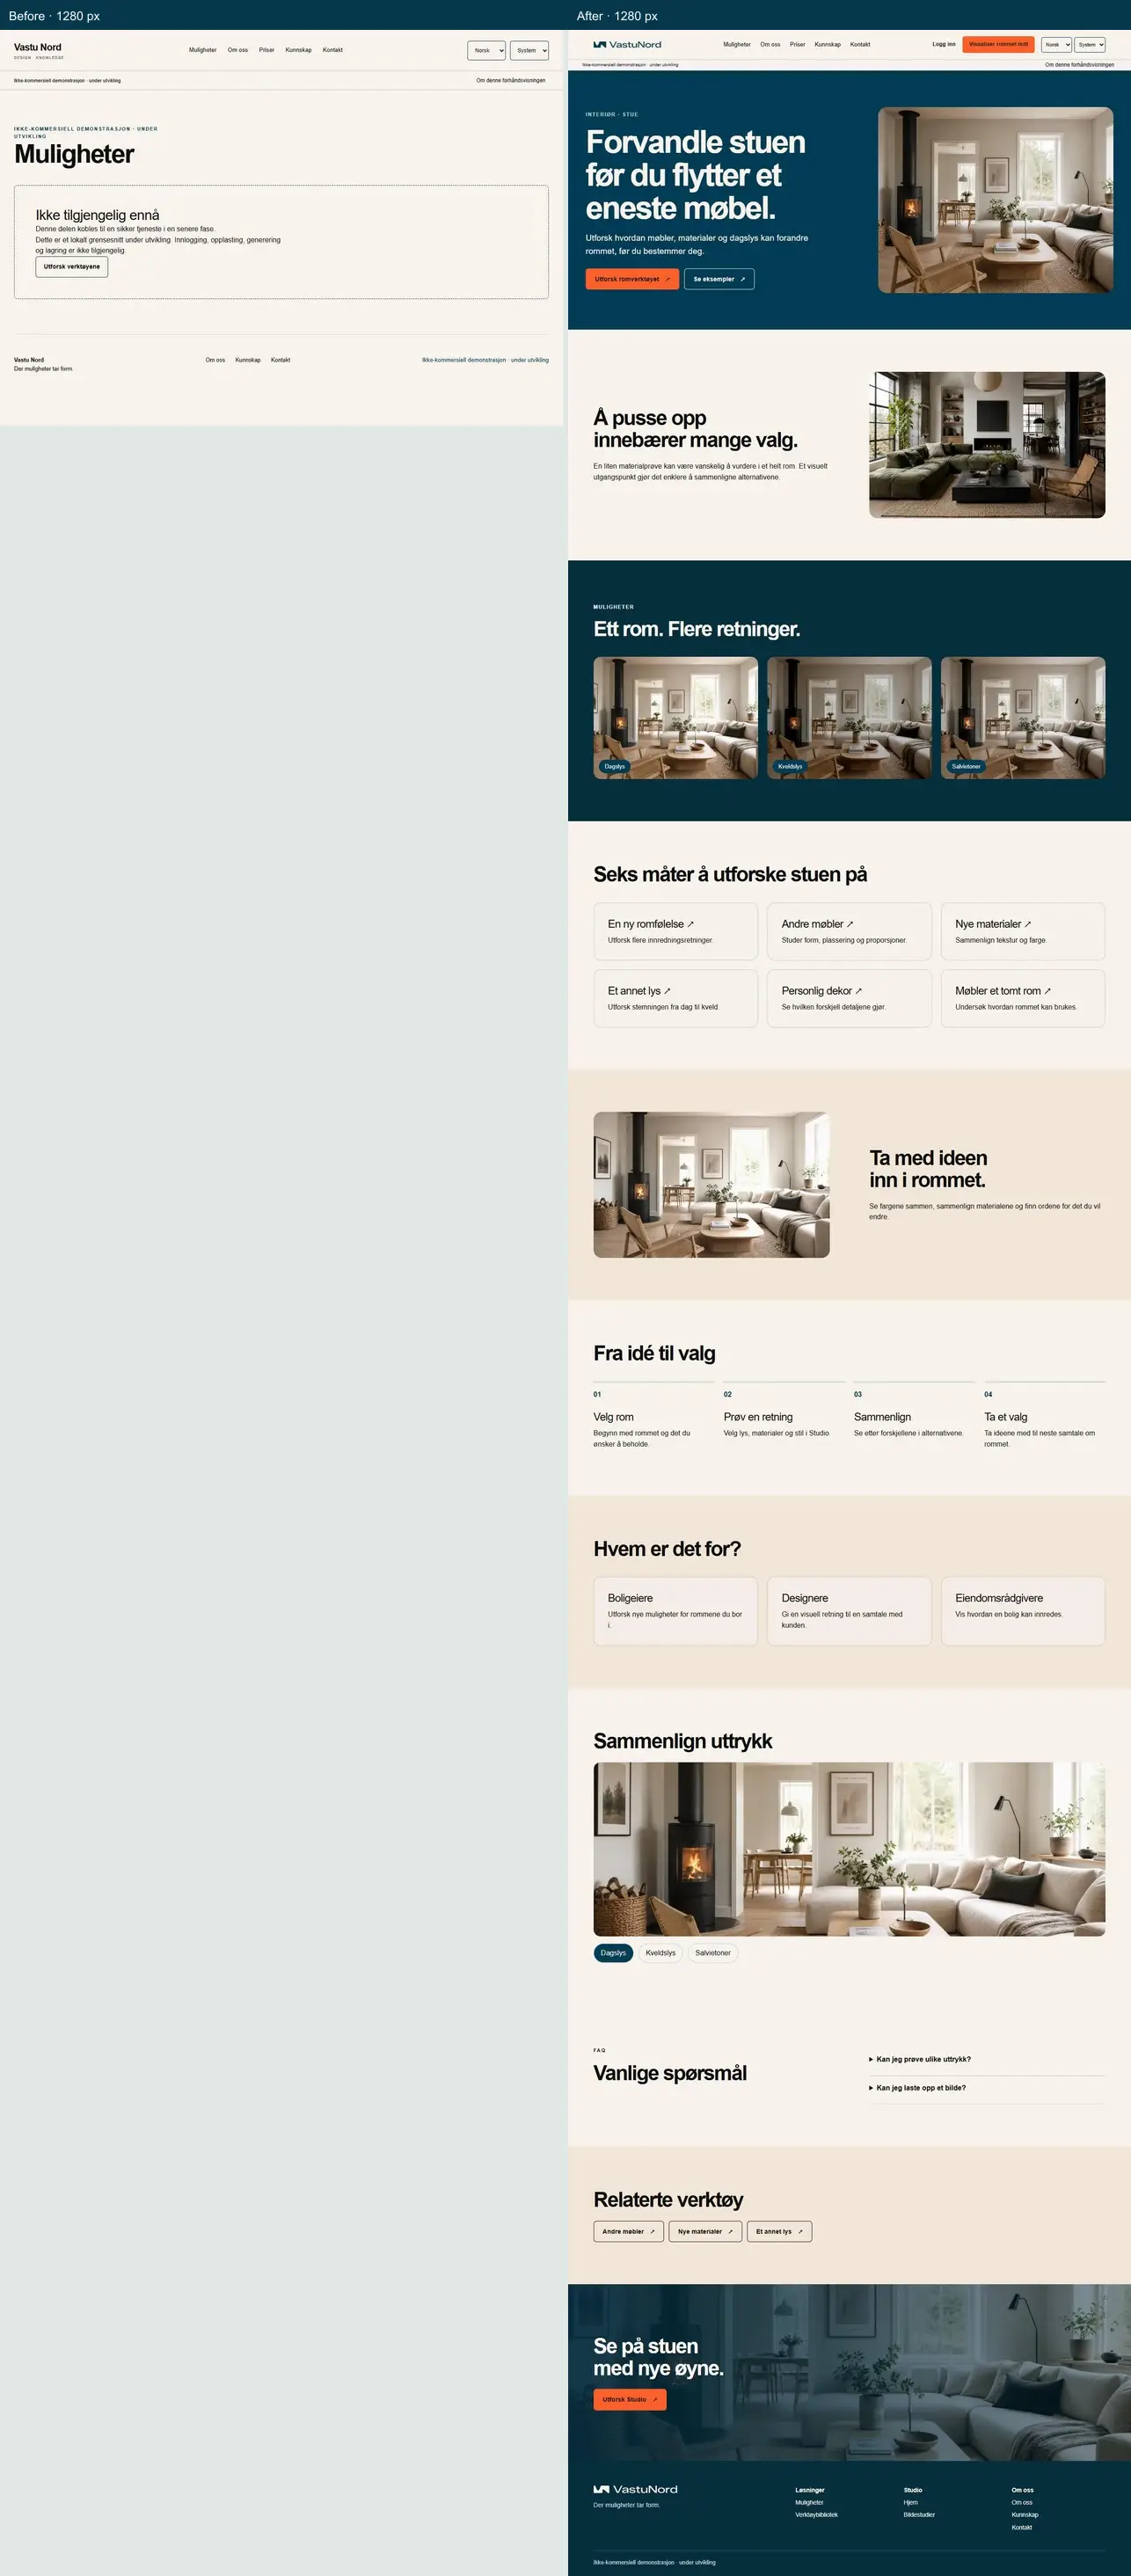 Before · 1280 px
Vastu Nord
DESIGN · KNOWLEDGE
Muligheter Om oss Priser Kunnskap Kontakt
Norsk System
Ikke-kommersiell demonstrasjon · under utvikling
Om denne forhåndsvisningen
IKKE-KOMMERSIELL DEMONSTRASJON · UNDER
UTVIKLING
Muligheter
Ikke tilgjengelig ennå
Denne delen kobles til en sikker tjeneste i en senere fase.
Dette er et lokalt grensesnitt under utvikling. Innlogging, opplasting, generering
og lagring er ikke tilgjengelig.
Utforsk verktøyene
Vastu Nord
Der muligheter tar form.
Om oss Kunnskap Kontakt
Ikke-kommersiell demonstrasjon · under utvikling
After · 1280 px
VastuNord
Muligheter Om oss Priser Kunnskap Kontakt
Logg inn
Visualiser rommet mitt
Norsk System
Ikke-kommersiell demonstrasjon · under utvikling
Om denne forhåndsvisningen
INTERIØR · STUE
Forvandle stuen
før du flytter et
eneste møbel.
Utforsk hvordan møbler, materialer og dagslys kan forandre
rommet, før du bestemmer deg.
Utforsk romverktøyet ↗
Se eksempler ↗
Å pusse opp
innebærer mange valg.
En liten materialprøve kan være vanskelig å vurdere i et helt rom. Et visuelt
utgangspunkt gjør det enklere å sammenligne alternativene.
MULIGHETER
Ett rom. Flere retninger.
Dagslys
Kveldslys
Salvietoner
Seks måter å utforske stuen på
En ny romfølelse ↗
Utforsk flere innredningsretninger.
Andre møbler ↗
Studer form, plassering og proporsjoner.
Nye materialer ↗
Sammenlign tekstur og farge.
Et annet lys ↗
Utforsk stemningen fra dag til kveld.
Personlig dekor ↗
Se hvilken forskjell detaljene gjør.
Møbler et tomt rom ↗
Undersøk hvordan rommet kan brukes.
Ta med ideen
inn i rommet.
Se fargene sammen, sammenlign materialene og finn ordene for det du vil
endre.
Fra idé til valg
01
Velg rom
Begynn med rommet og det du
ønsker å beholde.
02
Prøv en retning
Velg lys, materialer og stil i Studio.
03
Sammenlign
Se etter forskjellene i alternativene.
04
Ta et valg
Ta ideene med til neste samtale om
rommet.
Hvem er det for?
Boligeiere
Utforsk nye muligheter for rommene du bor
i.
Designere
Gi en visuell retning til en samtale med
kunden.
Eiendomsrådgivere
Vis hvordan en bolig kan innredes.
Sammenlign uttrykk
Dagslys
Kveldslys
Salvietoner
FAQ
Vanlige spørsmål
Kan jeg prøve ulike uttrykk?
Kan jeg laste opp et bilde?
Relaterte verktøy
Andre møbler ↗
Nye materialer ↗
Et annet lys ↗
Se på stuen
med nye øyne.
Utforsk Studio ↗
VastuNord
Der muligheter tar form.
Løsninger
Muligheter
Verktøybibliotek
Studio
Hjem
Bildestudier
Om oss
Om oss
Kunnskap
Kontakt
Ikke-kommersiell demonstrasjon · under utvikling